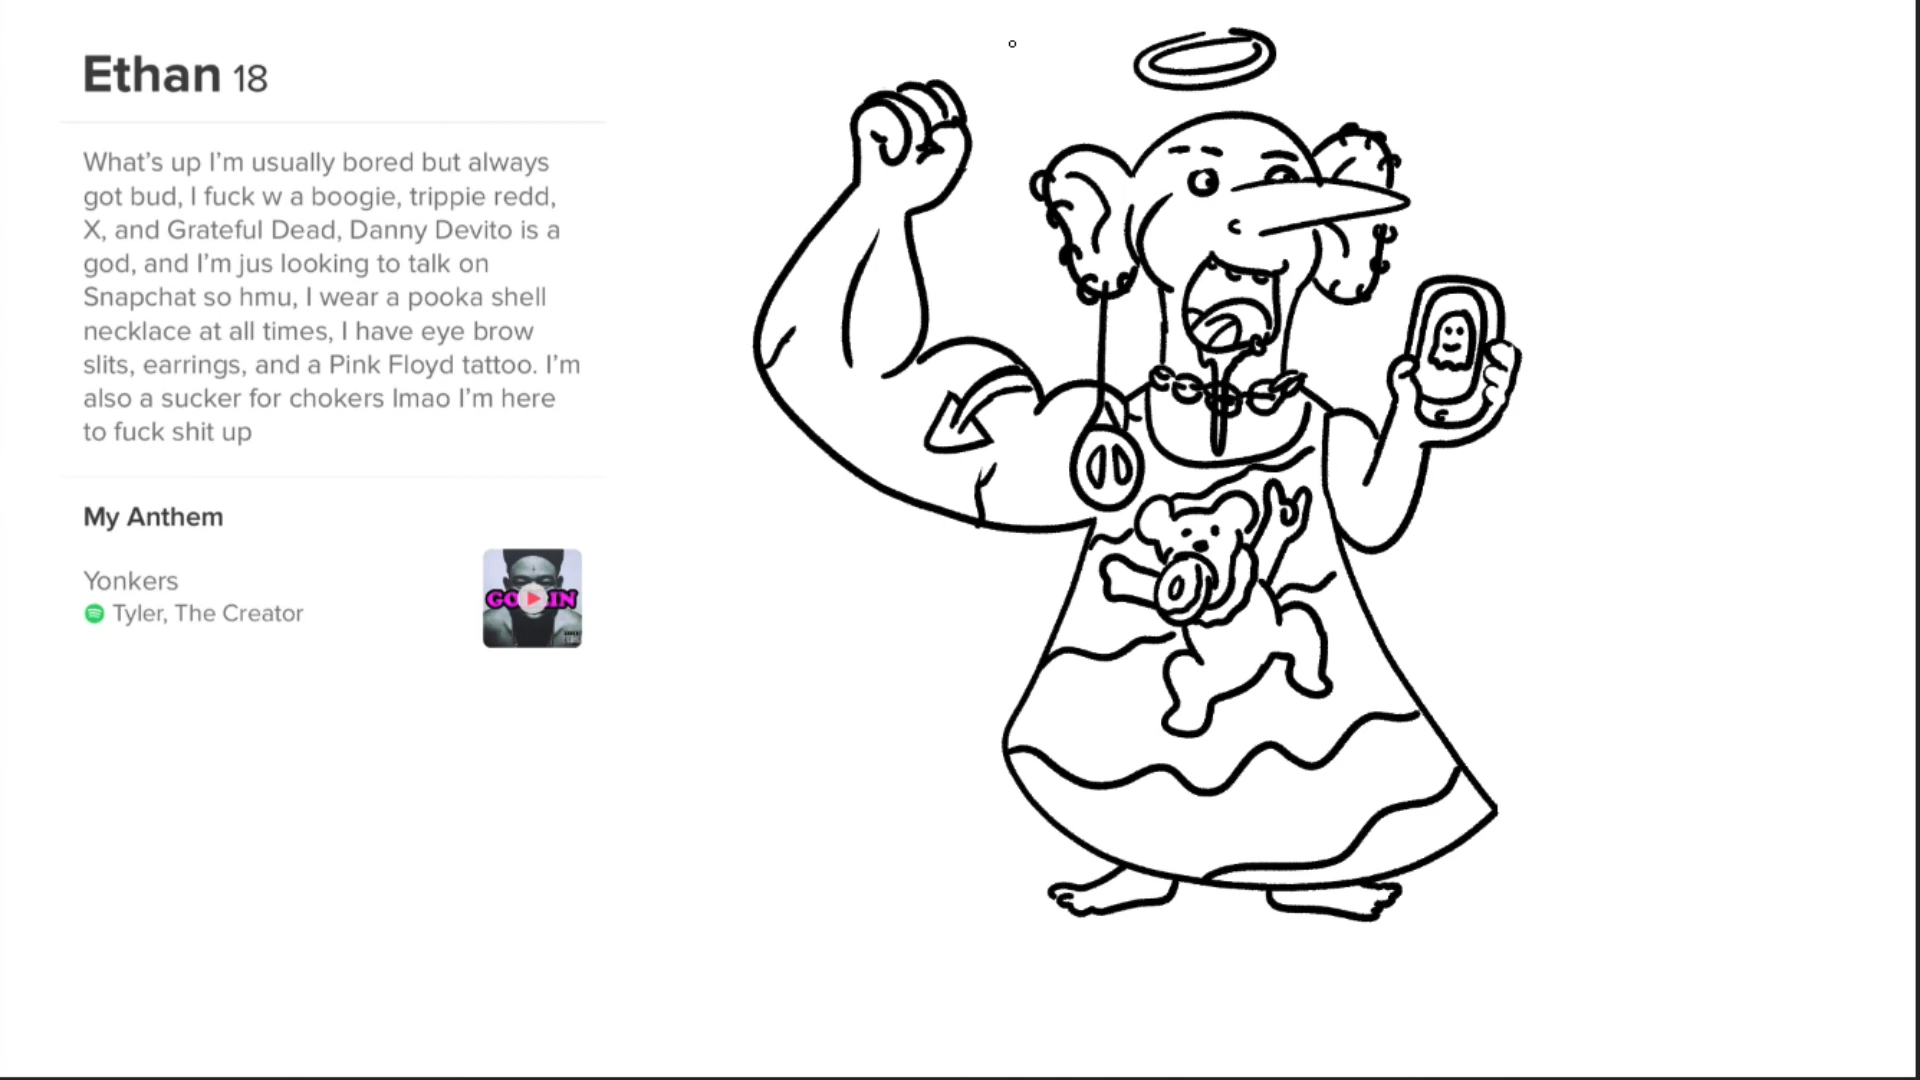 Ethan 18
What's up I'm usually bored but always
got bud, I fuck w a boogie, trippie redd,
X, and Grateful Dead, Danny Devito is a
god, and I'm jus looking to talk on
Snapchat so hmu, I wear a pooka shell
necklace at all times, I have eye brow
slits, earrings, and a Pink Floyd tattoo. I'm
also a sucker for chokers lmao I'm here
to fuck shit up
My Anthem
Yonkers
Tyler, The Creator